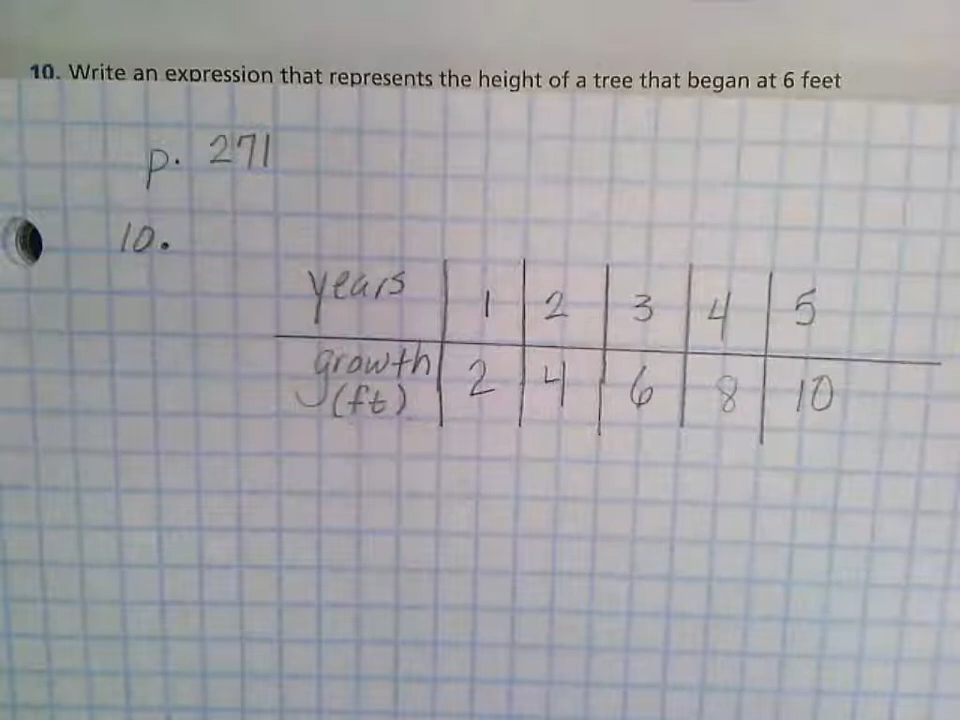 10. Write an expression that represents the height of a tree that began at 6 feet
p. 271
10.
years 1 2 3 4 5
growth (ft) 2 4 6 8 10